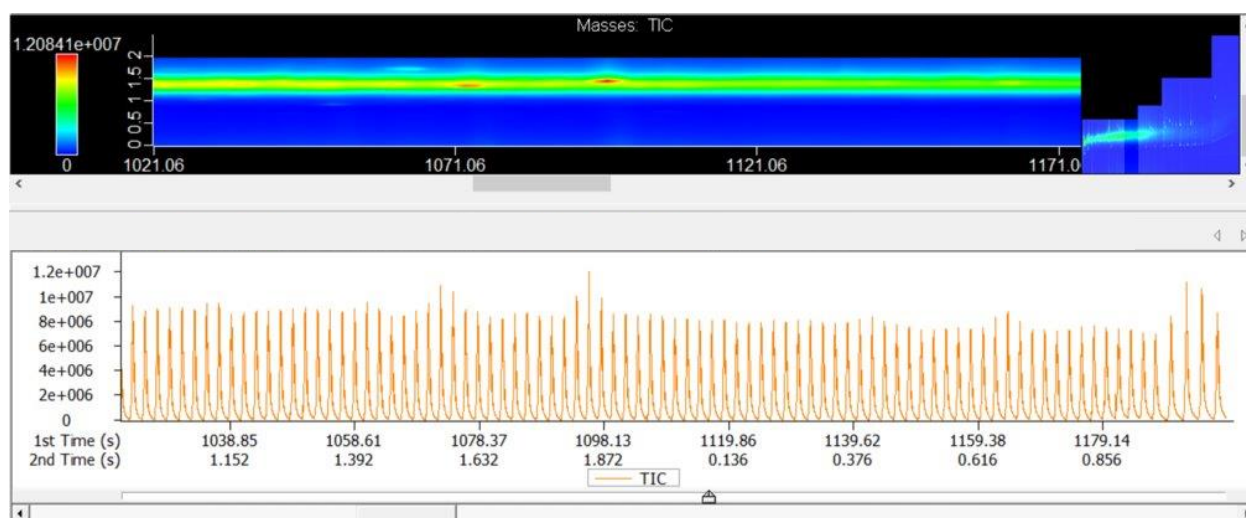 Masses: TIC
1.20841e+007
0
0 0.5 1 1.5 2
1021.06 1071.06 1121.06 1171.0
1.2e+007
1e+007
8e+006
6e+006
4e+006
2e+006
0
1st Time (s) 1038.85 1058.61 1078.37 1098.13 1119.86 1139.62 1159.38 1179.14
2nd Time (s) 1.152 1.392 1.632 1.872 0.136 0.376 0.616 0.856
TIC